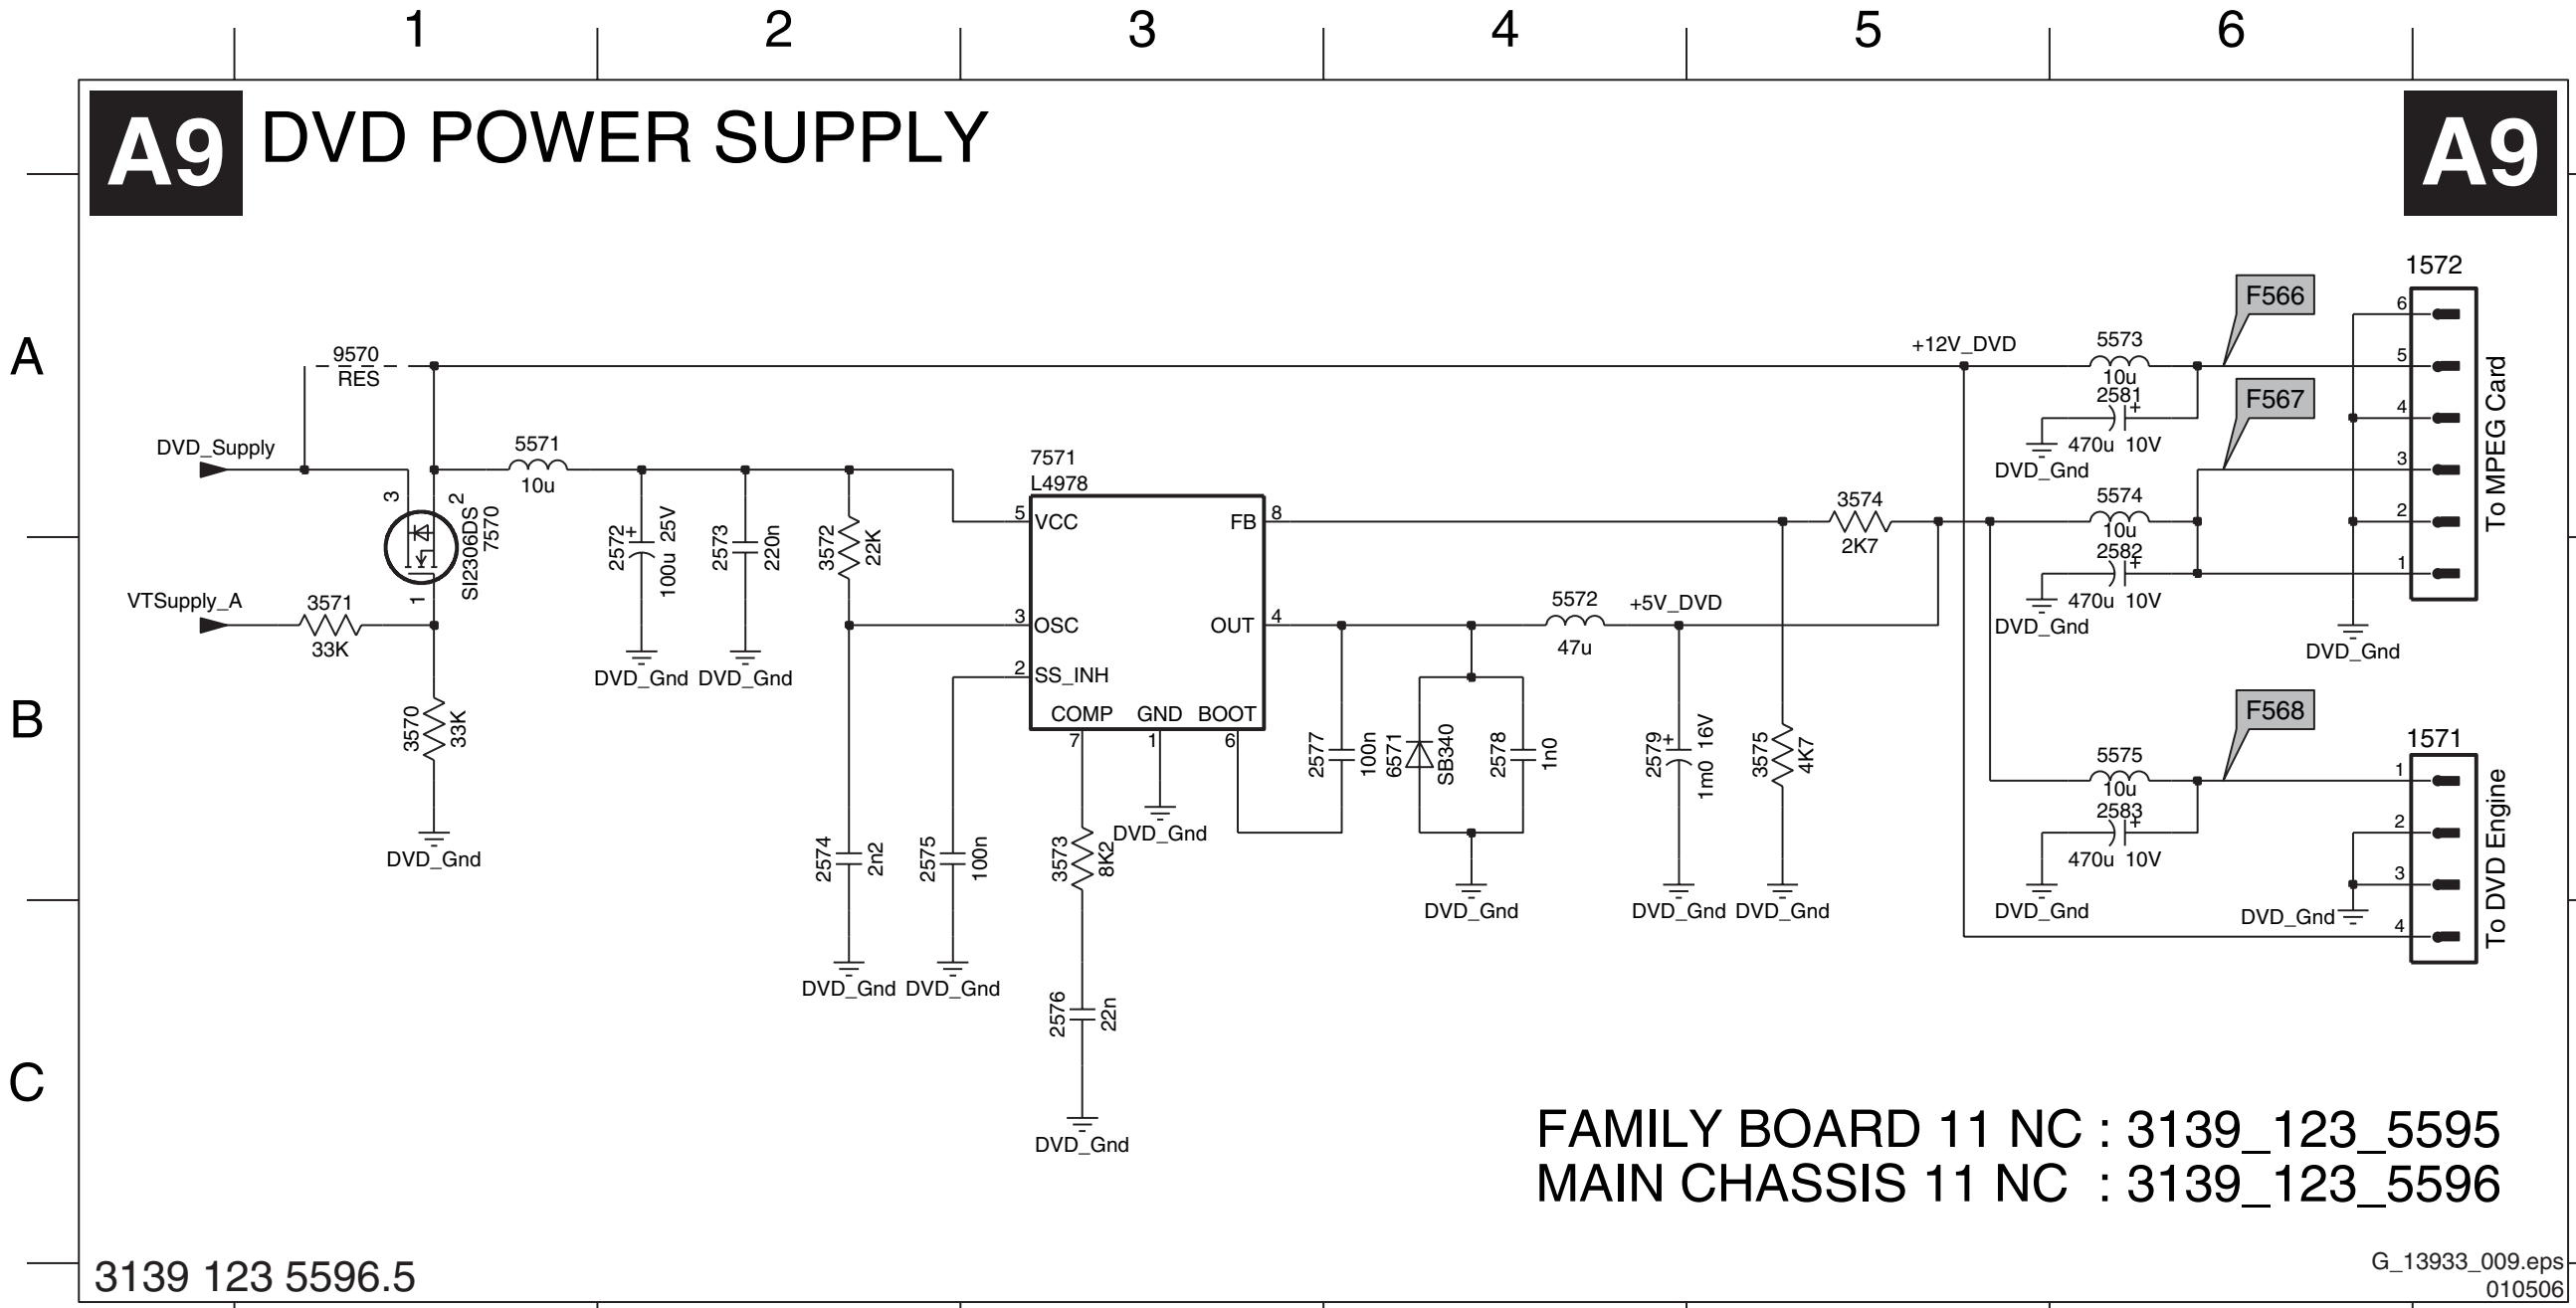 1 2 3 4 5 6
A9 DVD POWER SUPPLY A9
A
B
C
9570
RES
DVD_Supply
VTSupply_A
3571
33K
3
2
1
SI2306DS
7570
3570
33K
DVD_Gnd
5571
10u
2572
+
100u 25V
DVD_Gnd
2573
220n
DVD_Gnd
3572
22K
2574
2n2
DVD_Gnd
2575
100n
DVD_Gnd
7571
L4978
5 VCC
FB 8
3 OSC
OUT 4
2 SS_INH
COMP GND BOOT
7 1 6
DVD_Gnd
3573
8K2
2576
22n
DVD_Gnd
2577
100n
6571
SB340
2578
1n0
DVD_Gnd
5572
47u
+5V_DVD
2579
+
1m0 16V
DVD_Gnd
3575
4K7
DVD_Gnd
3574
2K7
+12V_DVD
5573
10u
2581
+
470u 10V
DVD_Gnd
5574
10u
2582
+
470u 10V
DVD_Gnd
5575
10u
2583
+
470u 10V
DVD_Gnd
F566
F567
F568
1572
6
5
4
3
2
1
To MPEG Card
DVD_Gnd
1571
1
2
3
4
To DVD Engine
DVD_Gnd
FAMILY BOARD 11 NC : 3139_123_5595
MAIN CHASSIS 11 NC : 3139_123_5596
3139 123 5596.5
G_13933_009.eps
010506